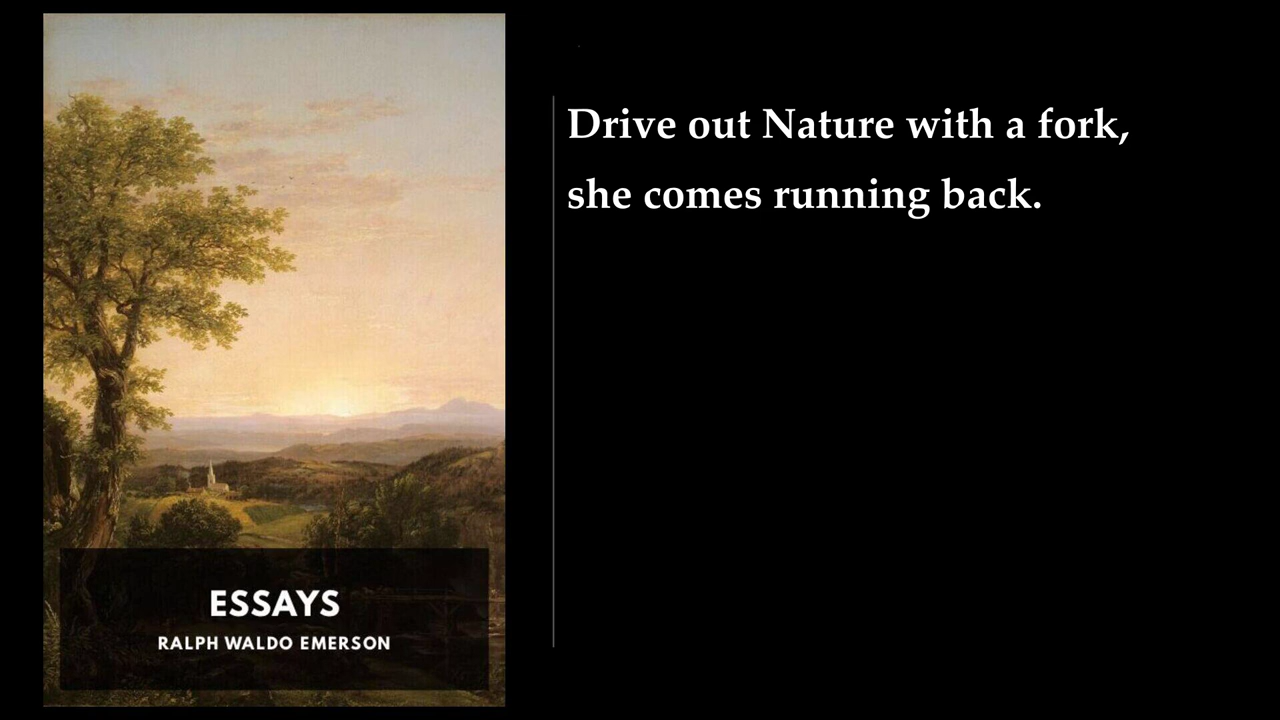 Drive out Nature with a fork,
she comes running back.
ESSAYS
RALPH WALDO EMERSON